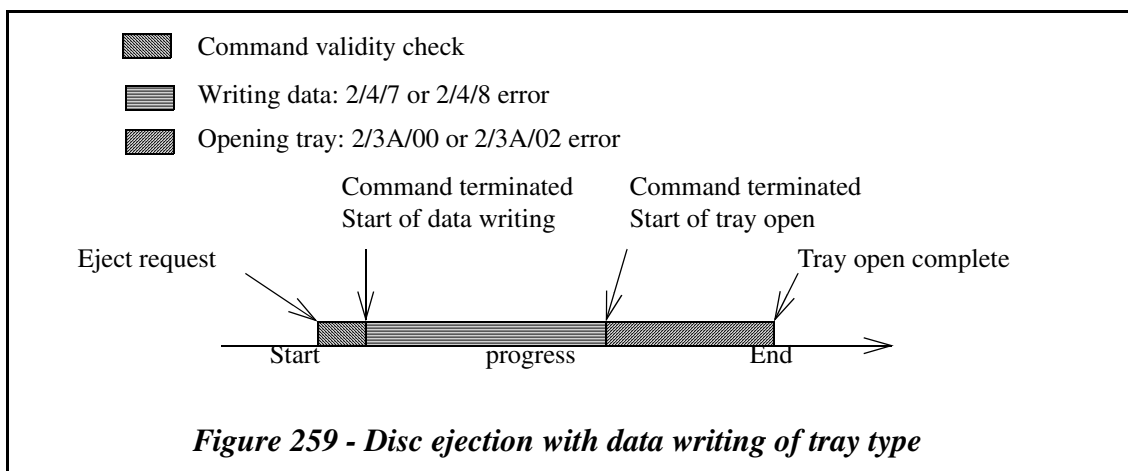 Command validity check
Writing data: 2/4/7 or 2/4/8 error
Opening tray: 2/3A/00 or 2/3A/02 error
Command terminated
Start of data writing
Command terminated
Start of tray open
Eject request
Tray open complete
Start
progress
End
Figure 259 - Disc ejection with data writing of tray type